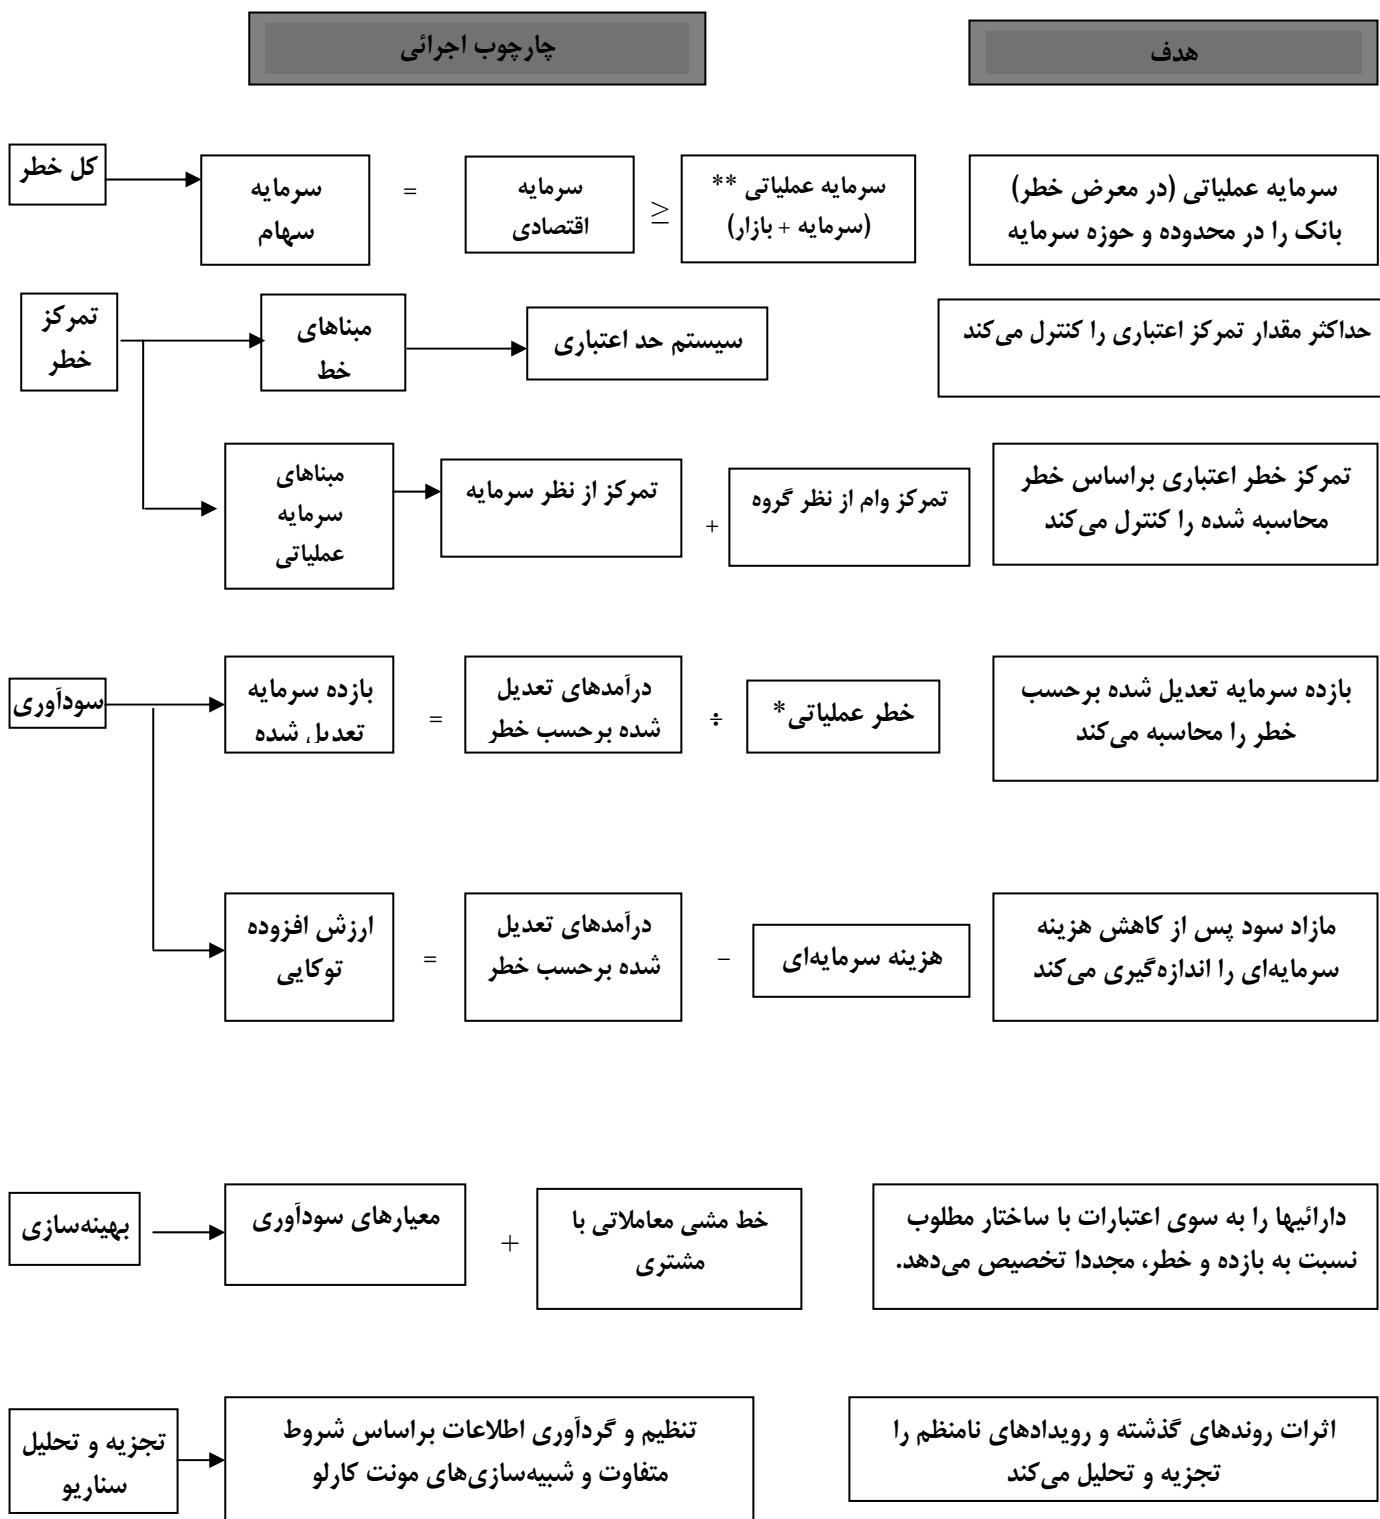 هدف
چارچوب اجرائی
کل خطر
سرمایه
سهام
=
سرمایه
اقتصادی
≥
سرمایه عملیاتی **
(سرمایه + بازار)
سرمایه عملیاتی (در معرض خطر)
بانک را در محدوده و حوزه سرمایه
تمرکز
خطر
مبناهای
خط
سیستم حد اعتباری
حداکثر مقدار تمرکز اعتباری را کنترل می‌کند
مبناهای
سرمایه
عملیاتی
تمرکز از نظر سرمایه
+
تمرکز وام از نظر گروه
تمرکز خطر اعتباری براساس خطر
محاسبه شده را کنترل می‌کند
سودآوری
بازده سرمایه
تعدیل شده
=
درآمدهای تعدیل
شده برحسب خطر
÷
خطر عملیاتی*
بازده سرمایه تعدیل شده برحسب
خطر را محاسبه می‌کند
ارزش افزوده
توکایی
=
درآمدهای تعدیل
شده برحسب خطر
−
هزینه سرمایه‌ای
مازاد سود پس از کاهش هزینه
سرمایه‌ای را اندازه‌گیری می‌کند
بهینه‌سازی
معیارهای سودآوری
+
خط مشی معاملاتی با
مشتری
دارائیها را به سوی اعتبارات با ساختار مطلوب
نسبت به بازده و خطر، مجددا تخصیص می‌دهد.
تجزیه و تحلیل
سناریو
تنظیم و گردآوری اطلاعات براساس شروط
متفاوت و شبیه‌سازی‌های مونت کارلو
اثرات روندهای گذشته و رویدادهای نامنظم را
تجزیه و تحلیل می‌کند